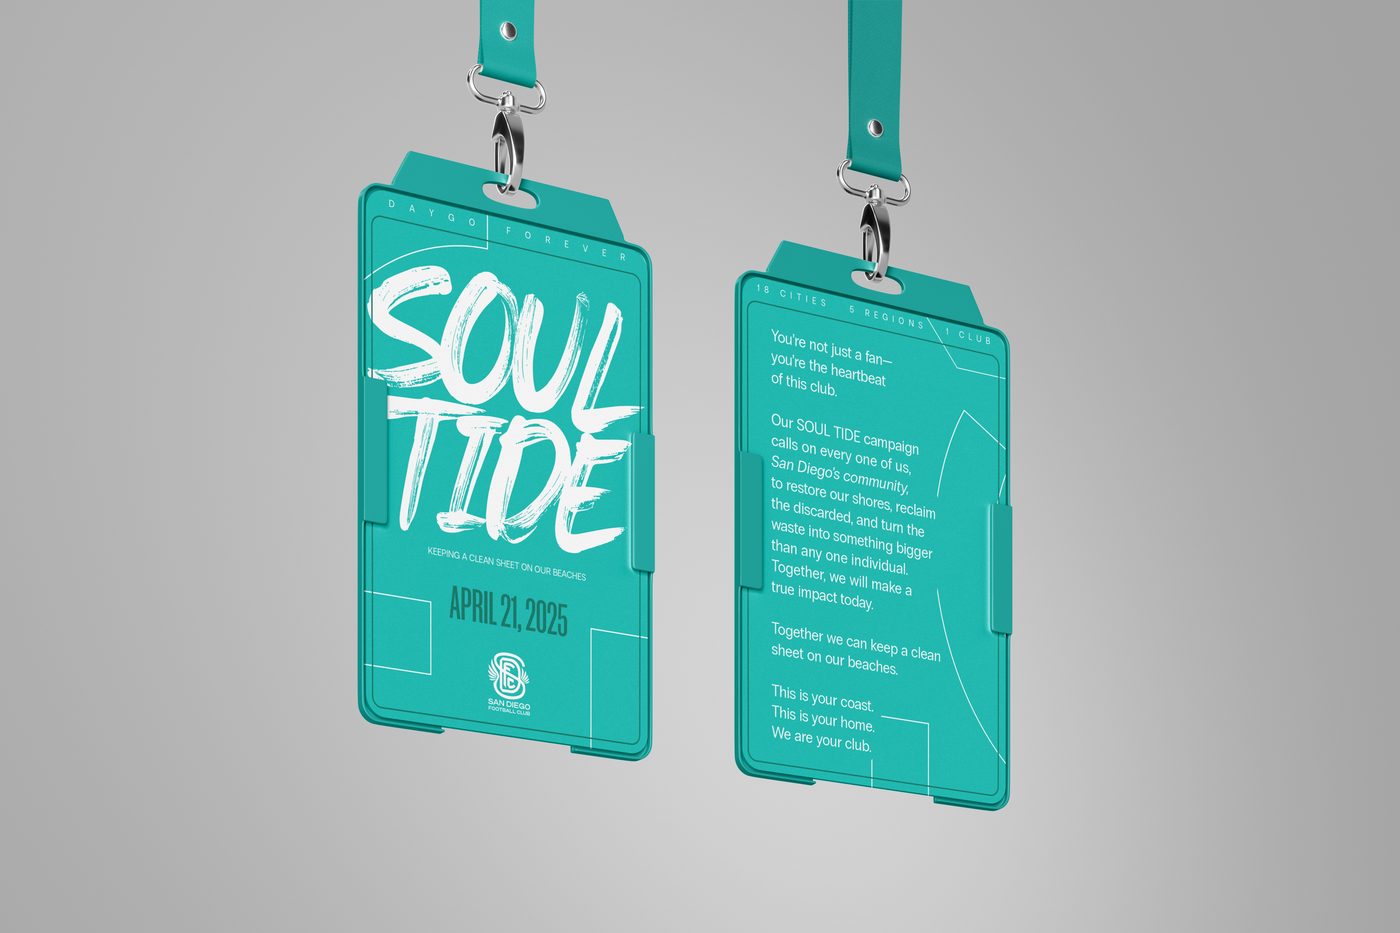 DAYGO FOREVER
SOUL
TIDE
KEEPING A CLEAN SHEET ON OUR BEACHES
APRIL 21, 2025
SDFC
SAN DIEGO
FOOTBALL CLUB
18 CITIES 5 REGIONS 1 CLUB
You're not just a fan—
you're the heartbeat
of this club.
Our SOUL TIDE campaign
calls on every one of us,
San Diego's community,
to restore our shores, reclaim
the discarded, and turn the
waste into something bigger
than any one individual.
Together, we will make a
true impact today.
Together we can keep a clean
sheet on our beaches.
This is your coast.
This is your home.
We are your club.